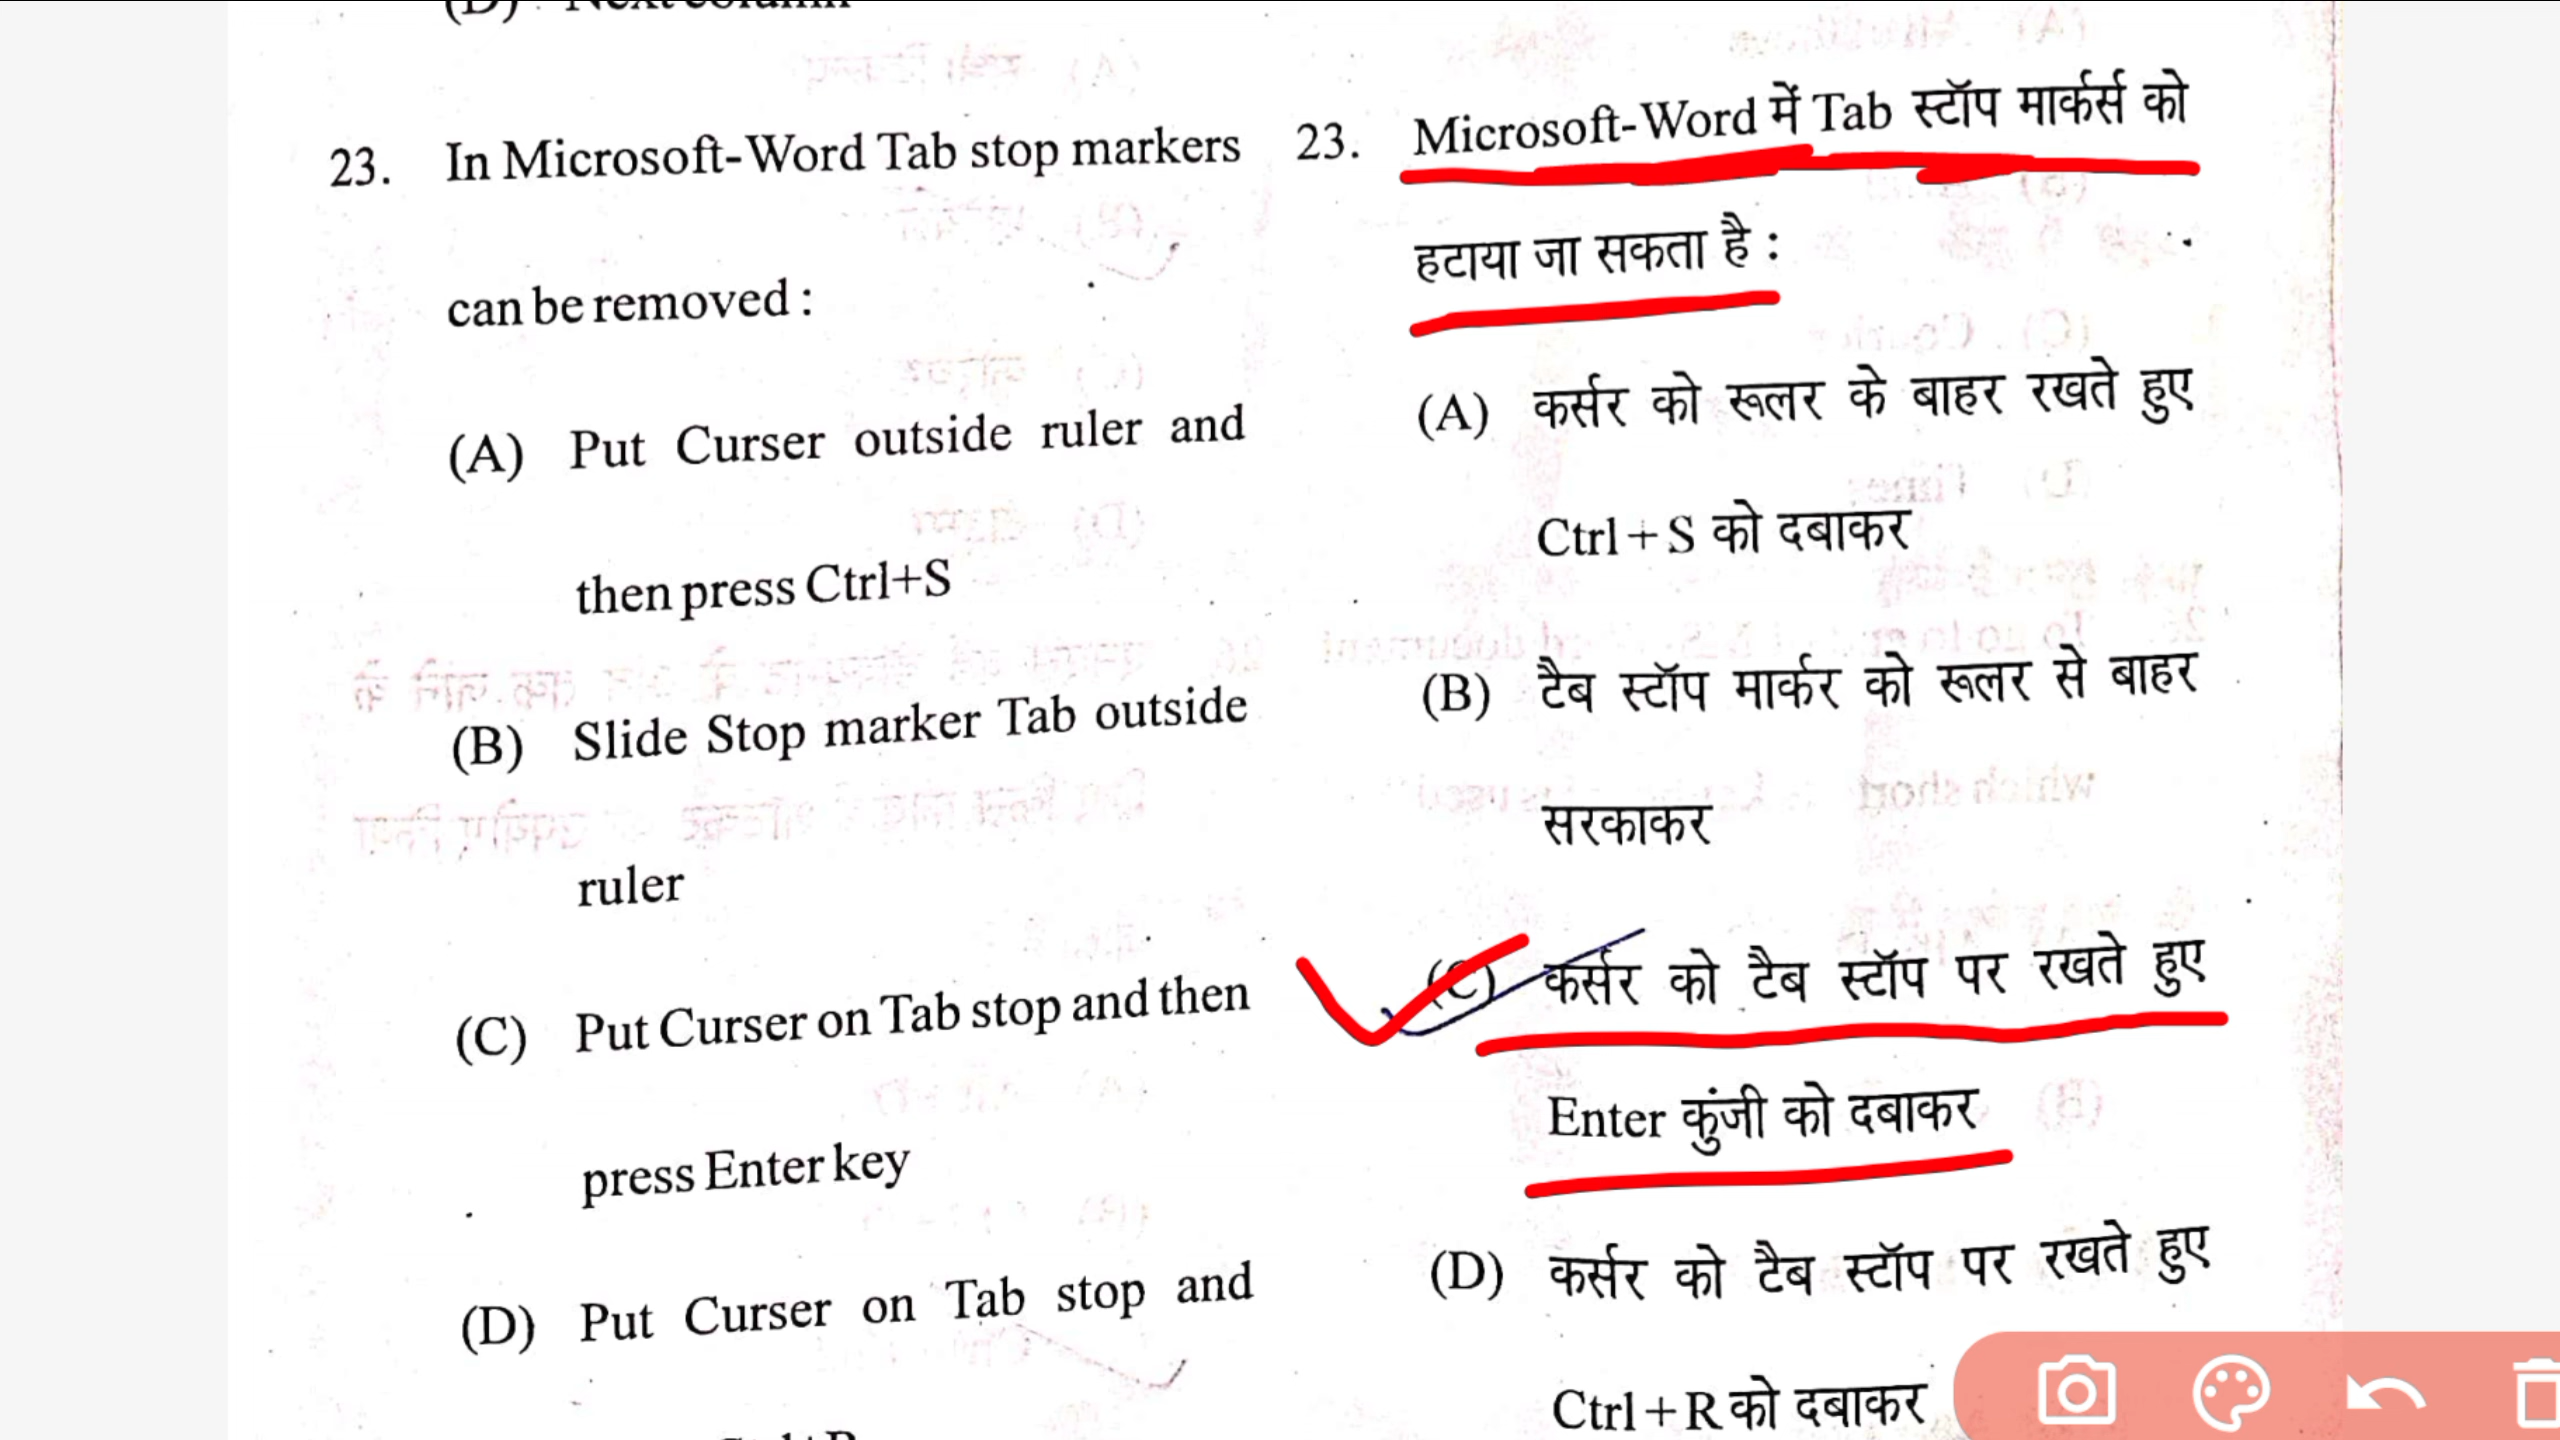 (D) Next column
23. In Microsoft-Word Tab stop markers
can be removed :
(A) Put Curser outside ruler and
then press Ctrl+S
(B) Slide Stop marker Tab outside
ruler
(C) Put Curser on Tab stop and then
press Enter key
(D) Put Curser on Tab stop and
23. Microsoft-Word में Tab स्टॉप मार्कर्स को
हटाया जा सकता है :
(A) कर्सर को रूलर के बाहर रखते हुए
Ctrl+S को दबाकर
(B) टैब स्टॉप मार्कर को रूलर से बाहर
सरकाकर
(C) कर्सर को टैब स्टॉप पर रखते हुए
Enter कुंजी को दबाकर
(D) कर्सर को टैब स्टॉप पर रखते हुए
Ctrl+R को दबाकर